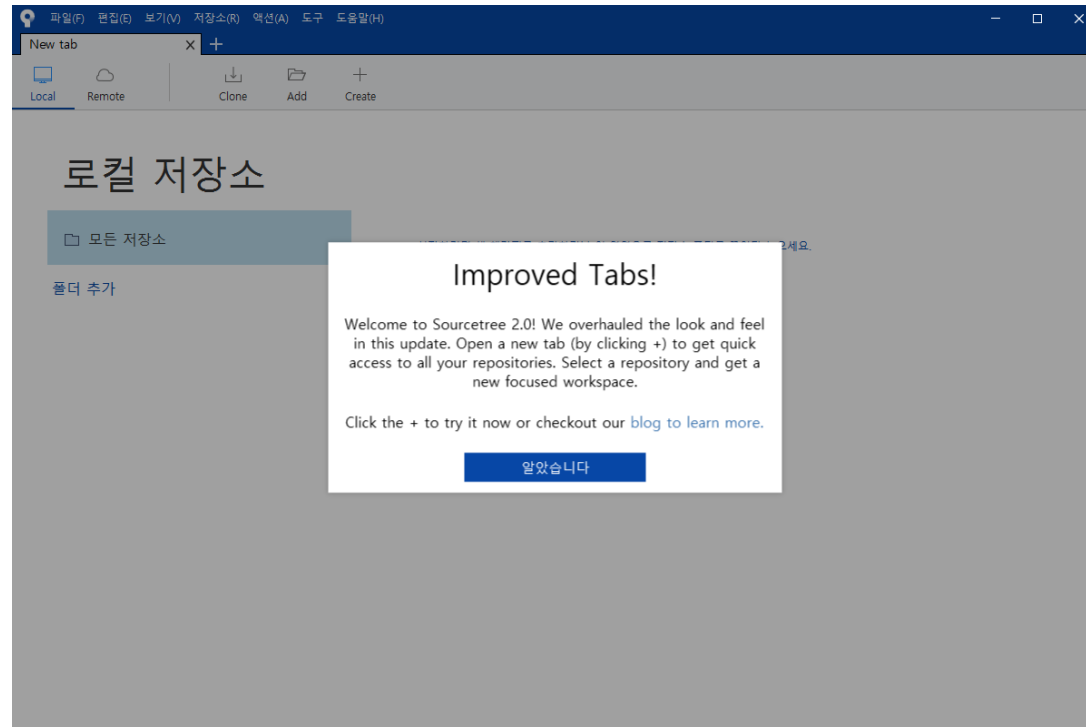 파일(F) 편집(E) 보기(V) 저장소(R) 액션(A) 도구 도움말(H)
New tab
Local Remote Clone Add Create
로컬 저장소
모든 저장소
폴더 추가
Improved Tabs!
Welcome to Sourcetree 2.0! We overhauled the look and feel
in this update. Open a new tab (by clicking +) to get quick
access to all your repositories. Select a repository and get a
new focused workspace.
Click the + to try it now or checkout our blog to learn more.
알았습니다